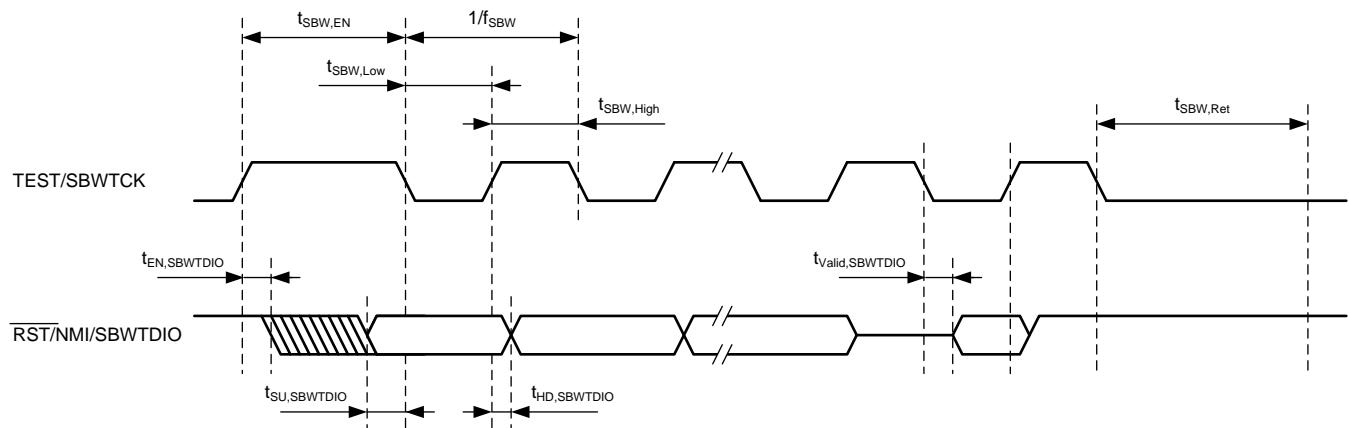 tSBW,EN
1/fSBW
tSBW,Low
tSBW,High
tSBW,Ret
TEST/SBWTCK
tEN,SBWTDIO
tValid,SBWTDIO
RST/NMI/SBWTDIO
tSU,SBWTDIO
tHD,SBWTDIO